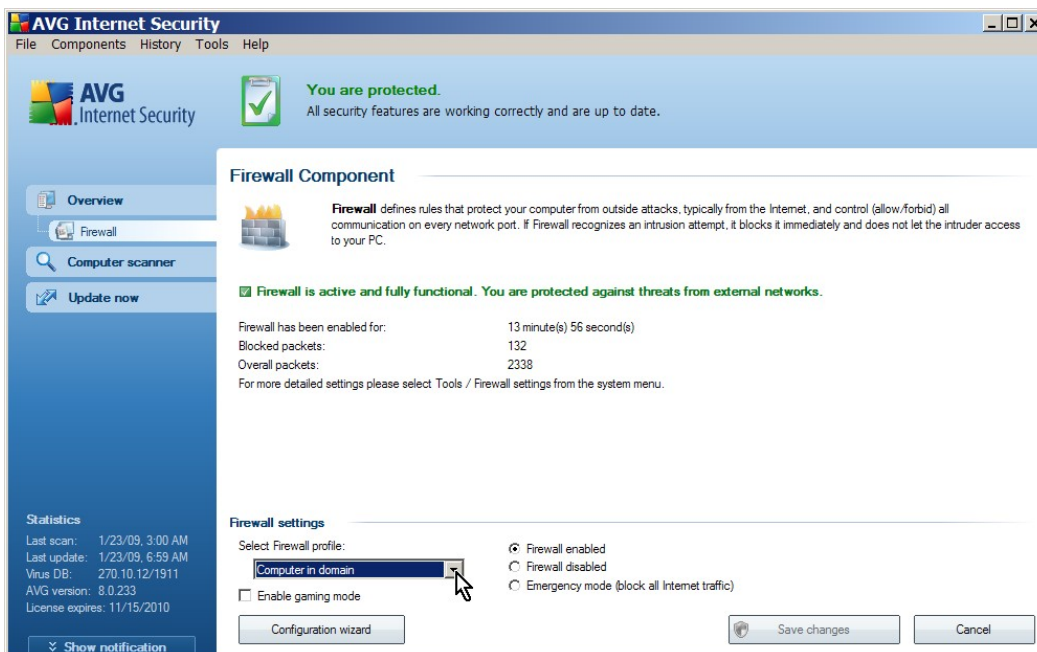 AVG Internet Security
File Components History Tools Help
AVG
Internet Security
You are protected.
All security features are working correctly and are up to date.
Overview
Firewall
Computer scanner
Update now
Firewall Component
Firewall defines rules that protect your computer from outside attacks, typically from the Internet, and control (allow/forbid) all
communication on every network port. If Firewall recognizes an intrusion attempt, it blocks it immediately and does not let the intruder access
to your PC.
Firewall is active and fully functional. You are protected against threats from external networks.
Firewall has been enabled for: 13 minute(s) 56 second(s)
Blocked packets: 132
Overall packets: 2338
For more detailed settings please select Tools / Firewall settings from the system menu.
Statistics
Last scan: 1/23/09, 3:00 AM
Last update: 1/23/09, 6:59 AM
Virus DB: 270.10.12/1911
AVG version: 8.0.233
License expires: 11/15/2010
Show notification
Firewall settings
Select Firewall profile:
Computer in domain
Enable gaming mode
Firewall enabled
Firewall disabled
Emergency mode (block all Internet traffic)
Configuration wizard
Save changes
Cancel